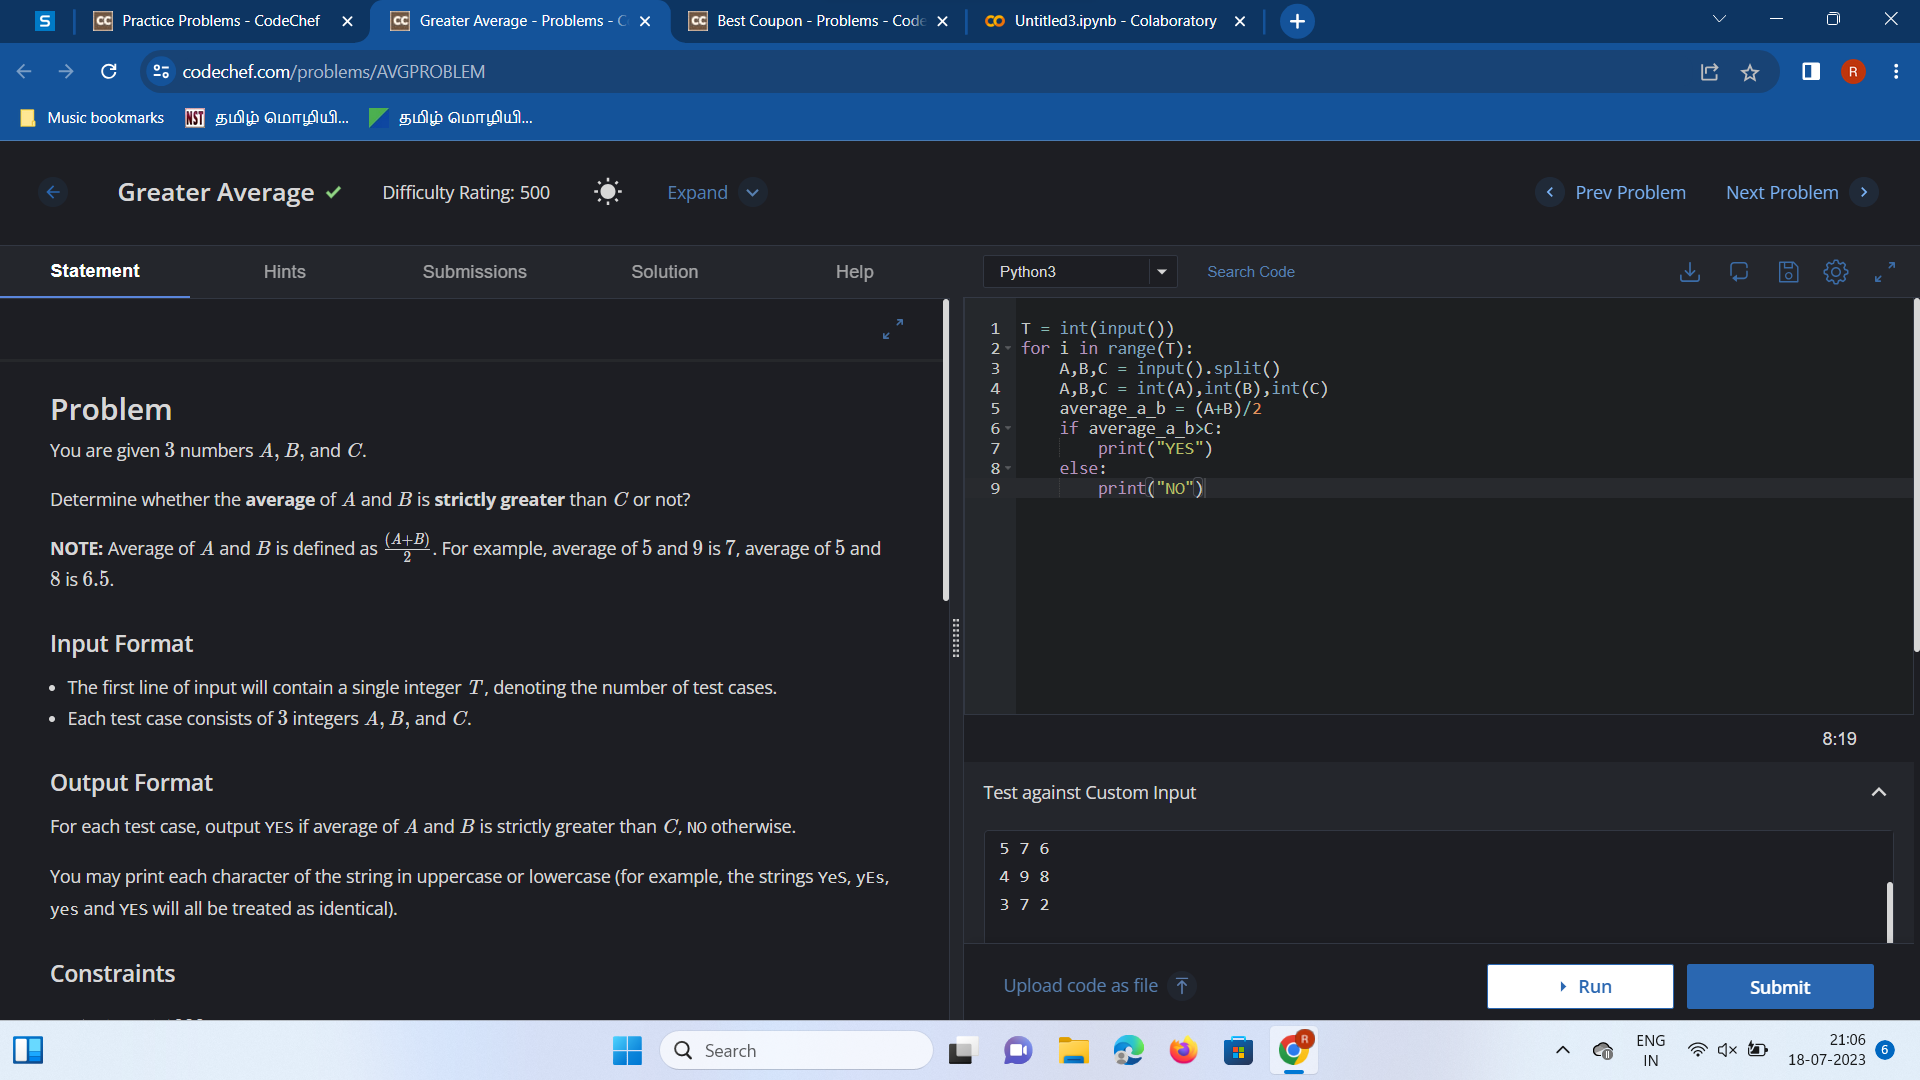 S
CC Practice Problems - CodeChef
CC Greater Average - Problems - C
CC Best Coupon - Problems - Code
CO Untitled3.ipynb - Colaboratory
codechef.com/problems/AVGPROBLEM
R
Music bookmarks
NST தமிழ் மொழியி...
தமிழ் மொழியி...
Greater Average
Difficulty Rating: 500
Expand
Prev Problem
Next Problem
Statement
Hints
Submissions
Solution
Help
Python3
Search Code
Problem
You are given 3 numbers A, B, and C.
Determine whether the average of A and B is strictly greater than C or not?
NOTE: Average of A and B is defined as (A+B)/2. For example, average of 5 and 9 is 7, average of 5 and
8 is 6.5.
Input Format
• The first line of input will contain a single integer T, denoting the number of test cases.
• Each test case consists of 3 integers A, B, and C.
Output Format
For each test case, output YES if average of A and B is strictly greater than C, NO otherwise.
You may print each character of the string in uppercase or lowercase (for example, the strings YeS, yEs,
yes and YES will all be treated as identical).
Constraints
1 T = int(input())
2 for i in range(T):
3     A,B,C = input().split()
4     A,B,C = int(A),int(B),int(C)
5     average_a_b = (A+B)/2
6     if average_a_b>C:
7         print("YES")
8     else:
9         print("NO")
8:19
Test against Custom Input
5 7 6
4 9 8
3 7 2
Upload code as file
Run
Submit
Search
R
ENG
IN
21:06
18-07-2023
6